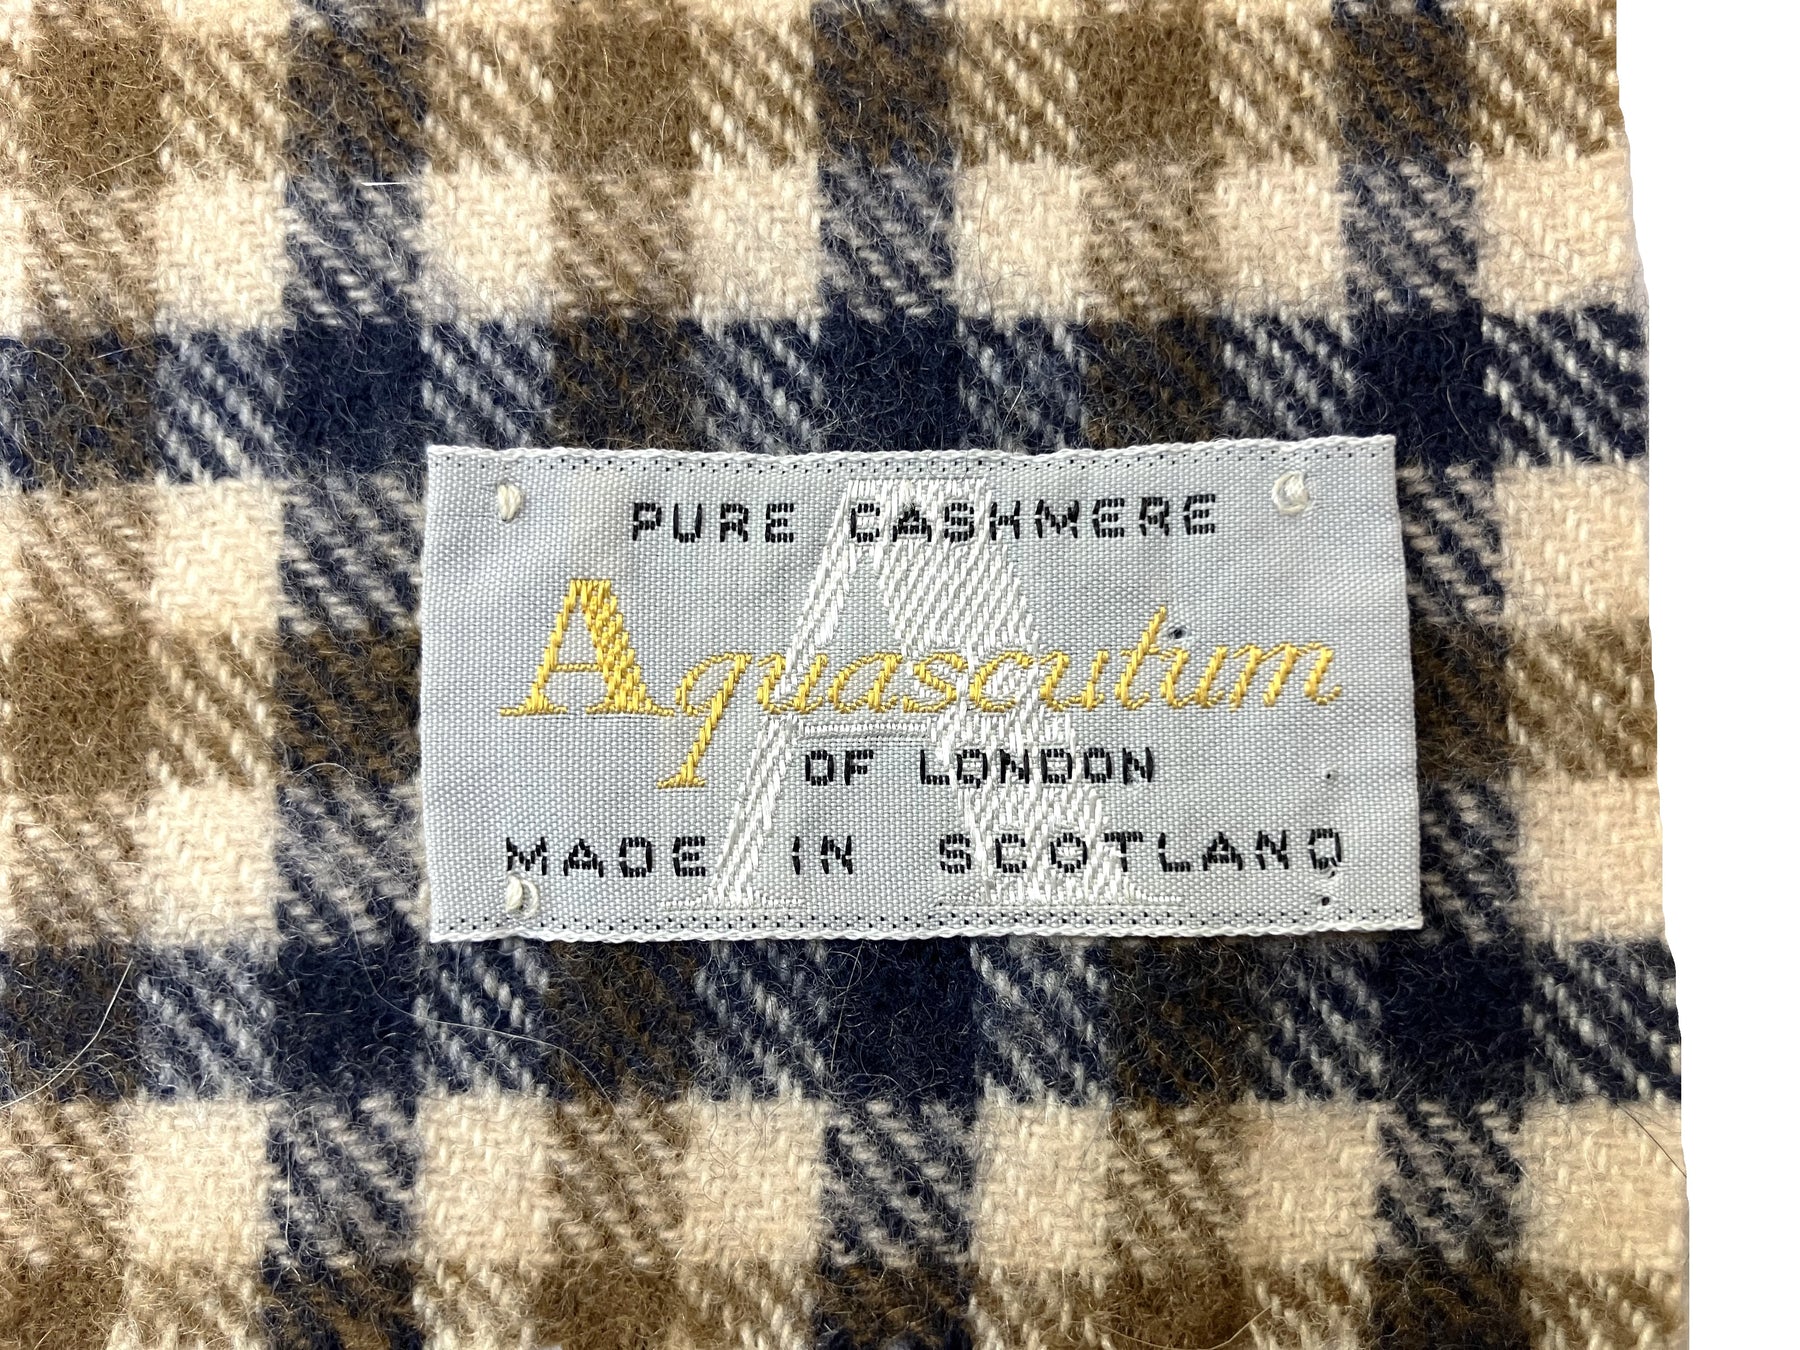 PURE CASHMERE
Aquascutum
OF LONDON
MADE IN SCOTLAND